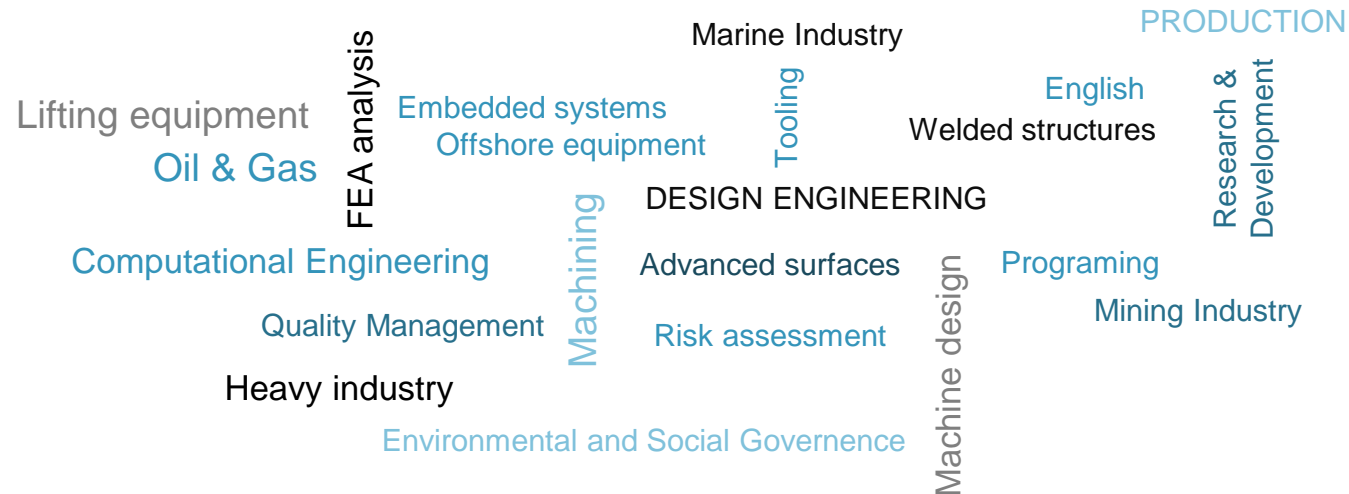 PRODUCTION
Marine Industry
FEA analysis
Tooling
Research &
Development
English
Lifting equipment
Embedded systems
Welded structures
Offshore equipment
Oil & Gas
DESIGN ENGINEERING
Machining
Computational Engineering
Advanced surfaces
Programing
Machine design
Mining Industry
Quality Management
Risk assessment
Heavy industry
Environmental and Social Governence